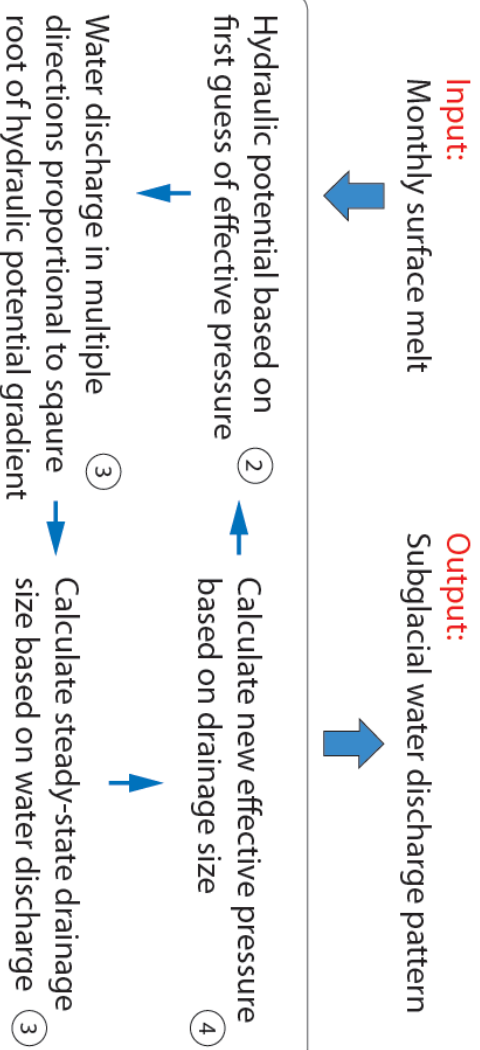 Input:
Monthly surface melt
Output:
Subglacial water discharge pattern
Hydraulic potential based on
first guess of effective pressure
2
Calculate new effective pressure
based on drainage size
4
Water discharge in multiple
directions proportional to sqaure
root of hydraulic potential gradient
3
Calculate steady-state drainage
size based on water discharge
3